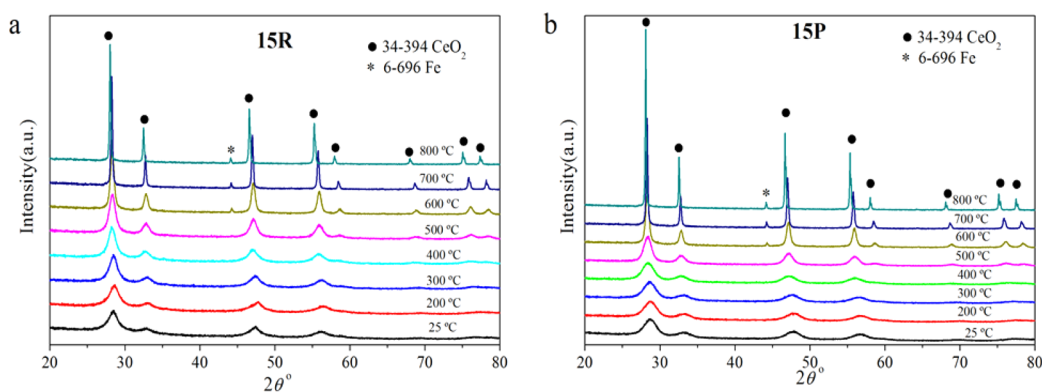 a
15R
● 34-394 CeO₂
* 6-696 Fe
Intensity(a.u.)
800 ºC
700 ºC
600 ºC
500 ºC
400 ºC
300 ºC
200 ºC
25 ºC
20 30 40 50 60 70 80
2θ°
b
15P
● 34-394 CeO₂
* 6-696 Fe
Intensity(a.u.)
800 ºC
700 ºC
600 ºC
500 ºC
400 ºC
300 ºC
200 ºC
25 ºC
20 30 40 50 60 70 80
2θ°